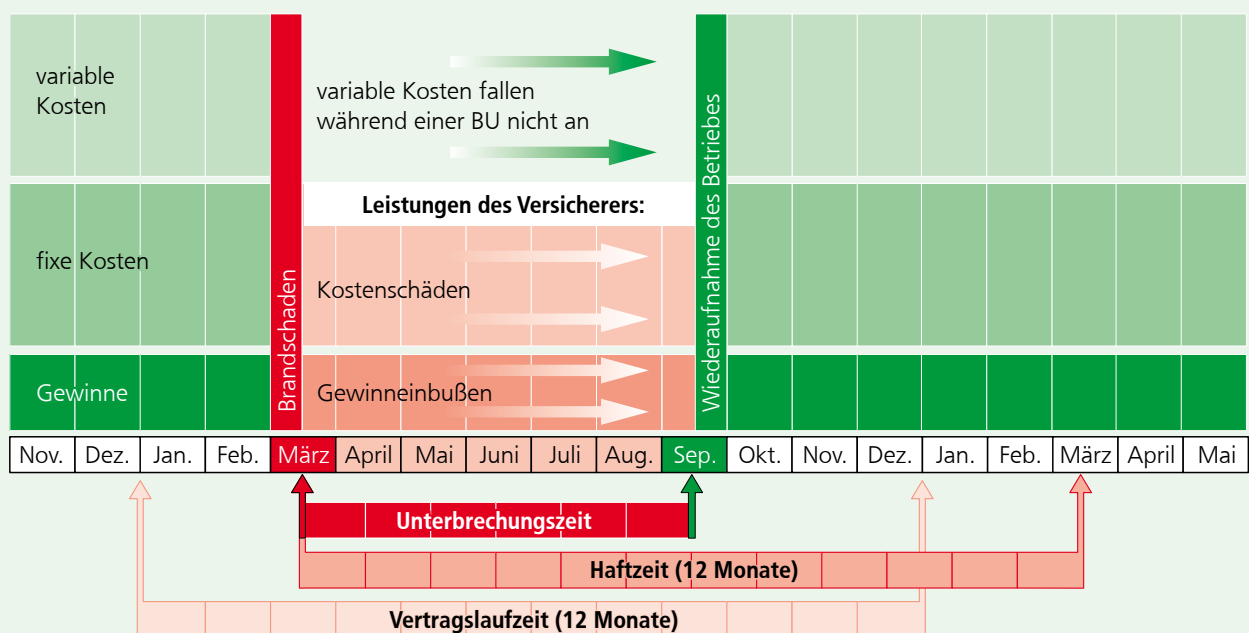 variable
Kosten
variable Kosten fallen
während einer BU nicht an
Leistungen des Versicherers:
fixe Kosten
Kostenschäden
Gewinne
Gewinneinbußen
Brandschaden
Wiederaufnahme des Betriebes
Nov. Dez. Jan. Feb. März April Mai Juni Juli Aug. Sep. Okt. Nov. Dez. Jan. Feb. März April Mai
Unterbrechungszeit
Haftzeit (12 Monate)
Vertragslaufzeit (12 Monate)